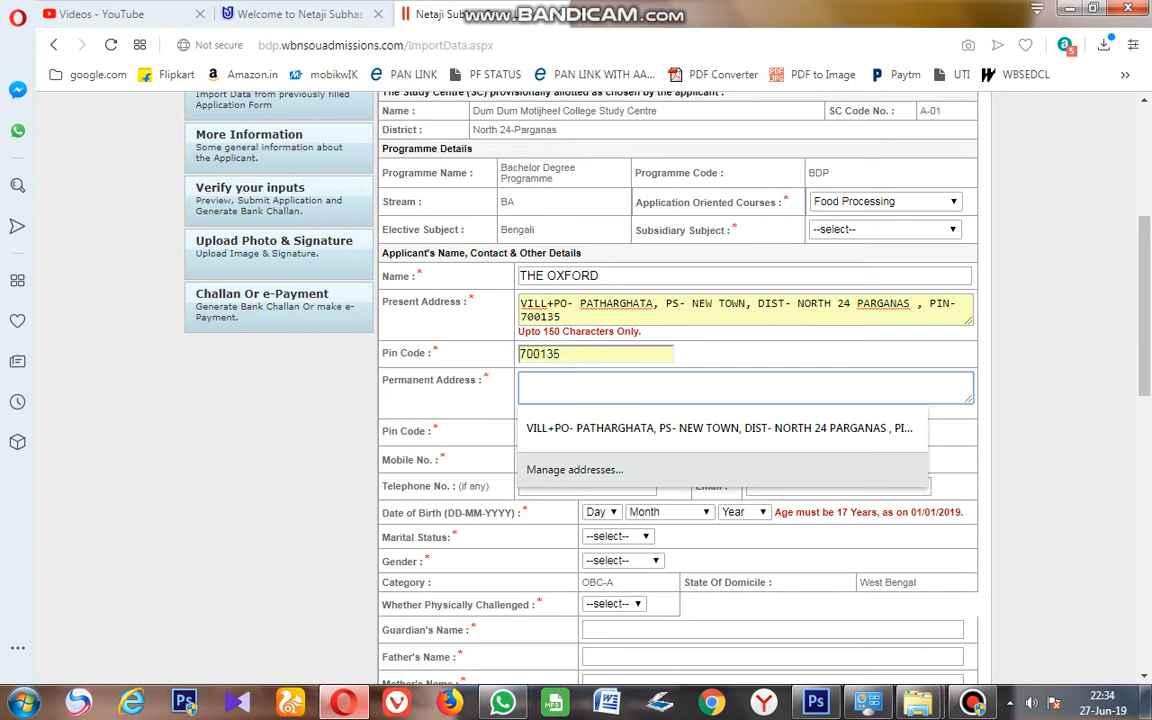 Videos - YouTube
Welcome to Netaji Subhas
Netaji Su
www.BANDICAM.com
Not secure bdp.wbnsouadmissions.com/ImportData.aspx
5
google.com Flipkart Amazon.in mobikwIK PAN LINK PF STATUS PAN LINK WITH AA... PDF Converter PDF to Image Paytm UTI WBSEDCL
Import Data from previously filled
Application Form
More Information
Some general information about
the Applicant.
Verify your inputs
Preview, Submit Application and
Generate Bank Challan.
Upload Photo & Signature
Upload Image & Signature.
Challan Or e-Payment
Generate Bank Challan Or make e-
Payment.
The Study Centre (SC) provisionally allotted as chosen by the applicant :
Name : Dum Dum Motijheel College Study Centre SC Code No. : A-01
District : North 24-Parganas
Programme Details
Programme Name : Bachelor Degree Programme Programme Code : BDP
Stream : BA Application Oriented Courses : * Food Processing
Elective Subject : Bengali Subsidiary Subject : * --select--
Applicant's Name, Contact & Other Details
Name : * THE OXFORD
Present Address : * VILL+PO- PATHARGHATA, PS- NEW TOWN, DIST- NORTH 24 PARGANAS , PIN-
700135
Upto 150 Characters Only.
Pin Code : * 700135
Permanent Address : *
VILL+PO- PATHARGHATA, PS- NEW TOWN, DIST- NORTH 24 PARGANAS , PI...
Pin Code : *
Mobile No. : *
Manage addresses...
Telephone No. : (if any) Email : *
Date of Birth (DD-MM-YYYY) : * Day Month Year Age must be 17 Years, as on 01/01/2019.
Marital Status: * --select--
Gender : * --select--
Category : OBC-A State Of Domicile : West Bengal
Whether Physically Challenged : * --select--
Guardian's Name : *
Father's Name : *
22:34
27-Jun-19